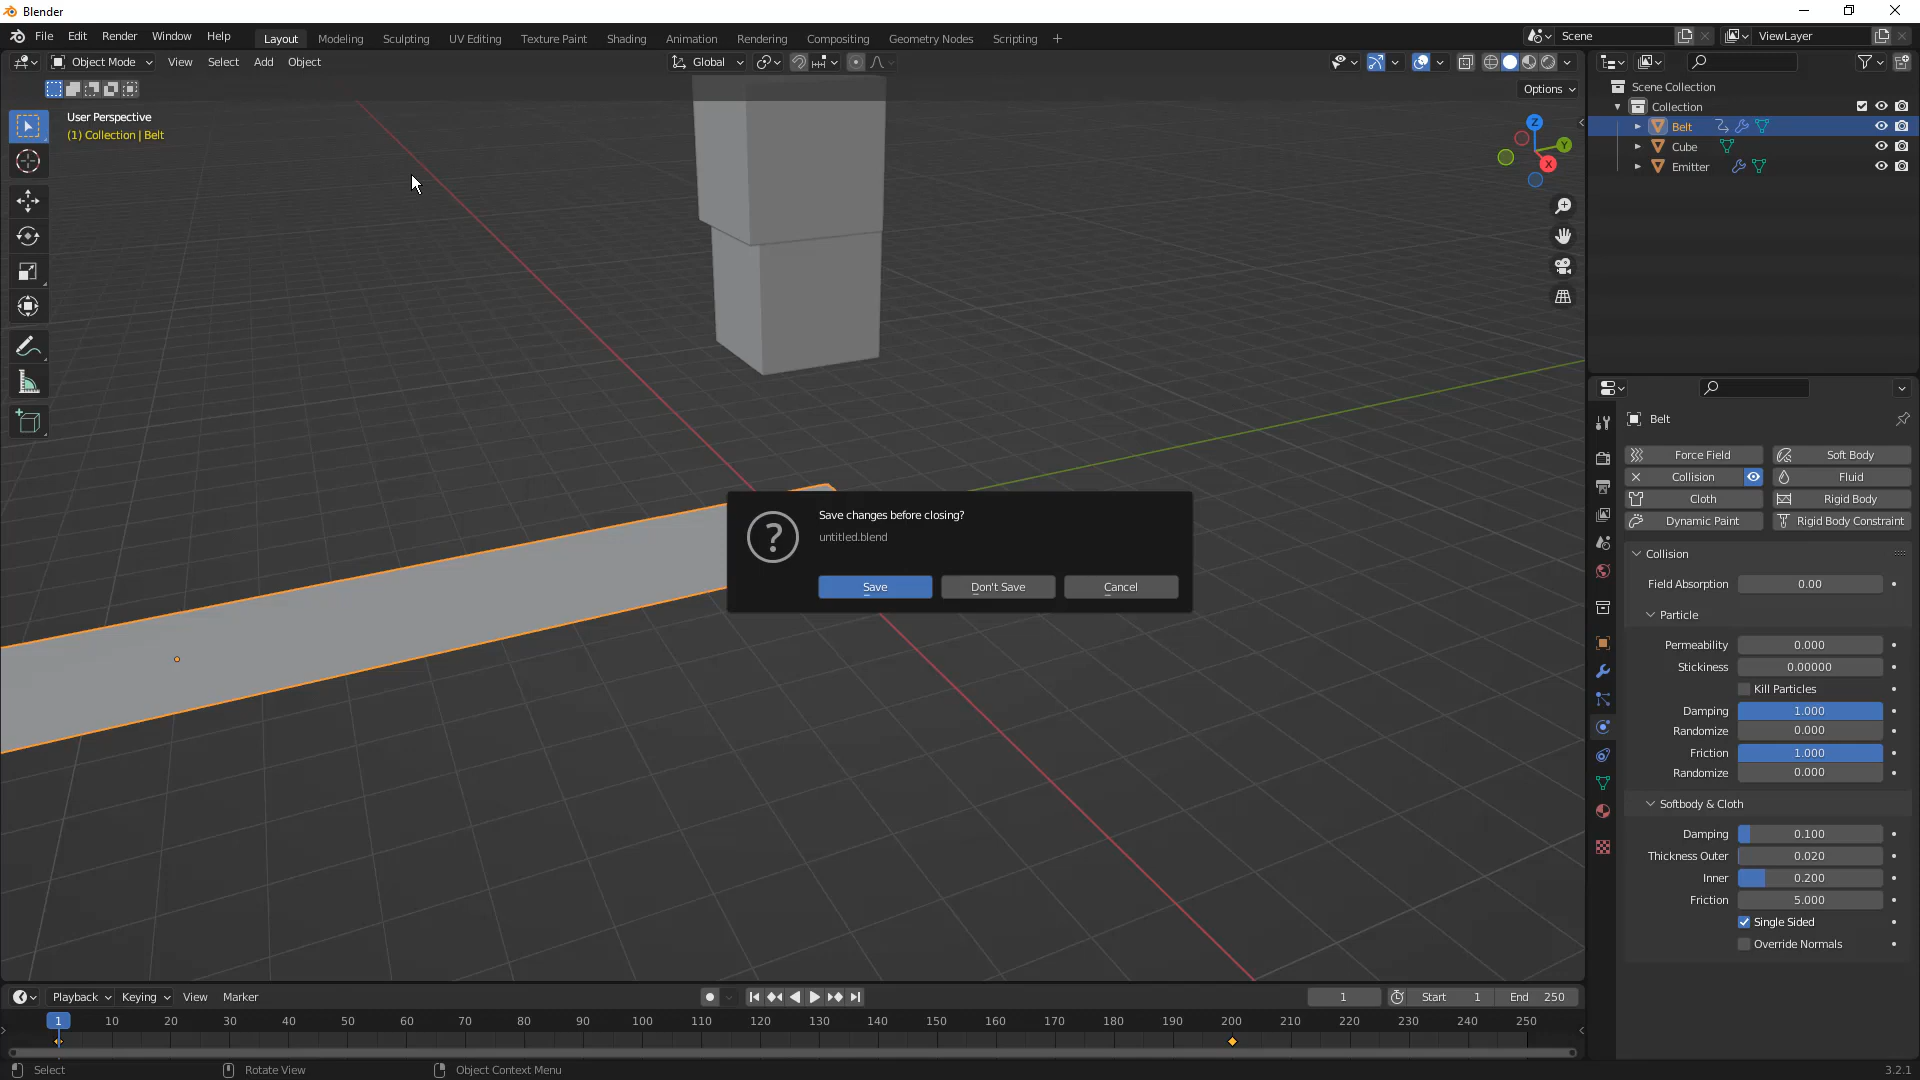 Blender
File Edit Render Window Help
Layout Modeling Sculpting UV Editing Texture Paint Shading Animation Rendering Compositing Geometry Nodes Scripting +
Scene
ViewLayer
Object Mode View Select Add Object
Global
Options
User Perspective
(1) Collection | Belt
Z
Y
X
Scene Collection
Collection
Belt
Cube
Emitter
Save changes before closing?
untitled.blend
Save Don't Save Cancel
Belt
Force Field Soft Body
Collision Fluid
Cloth Rigid Body
Dynamic Paint Rigid Body Constraint
Collision
Field Absorption 0.00
Particle
Permeability 0.000
Stickiness 0.00000
Kill Particles
Damping 1.000
Randomize 0.000
Friction 1.000
Randomize 0.000
Softbody & Cloth
Damping 0.100
Thickness Outer 0.020
Inner 0.200
Friction 5.000
Single Sided
Override Normals
Playback Keying View Marker
1 Start 1 End 250
1 10 20 30 40 50 60 70 80 90 100 110 120 130 140 150 160 170 180 190 200 210 220 230 240 250
Select Rotate View Object Context Menu 3.2.1